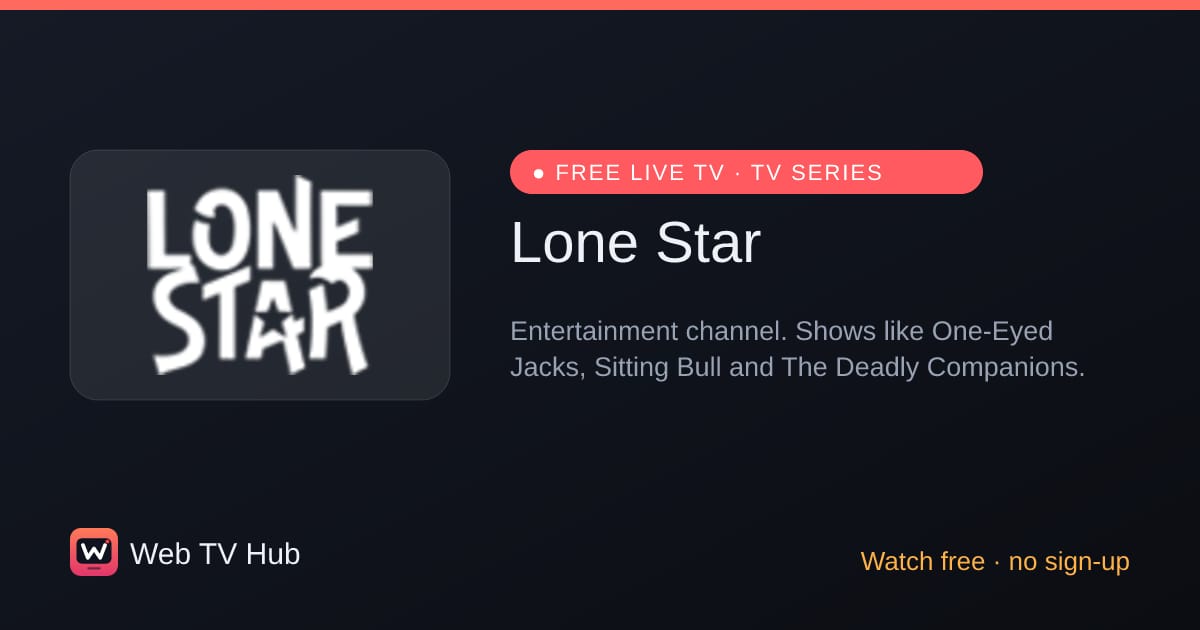 LONE
STAR
• FREE LIVE TV · TV SERIES
Lone Star
Entertainment channel. Shows like One-Eyed
Jacks, Sitting Bull and The Deadly Companions.
W
Web TV Hub
Watch free · no sign-up